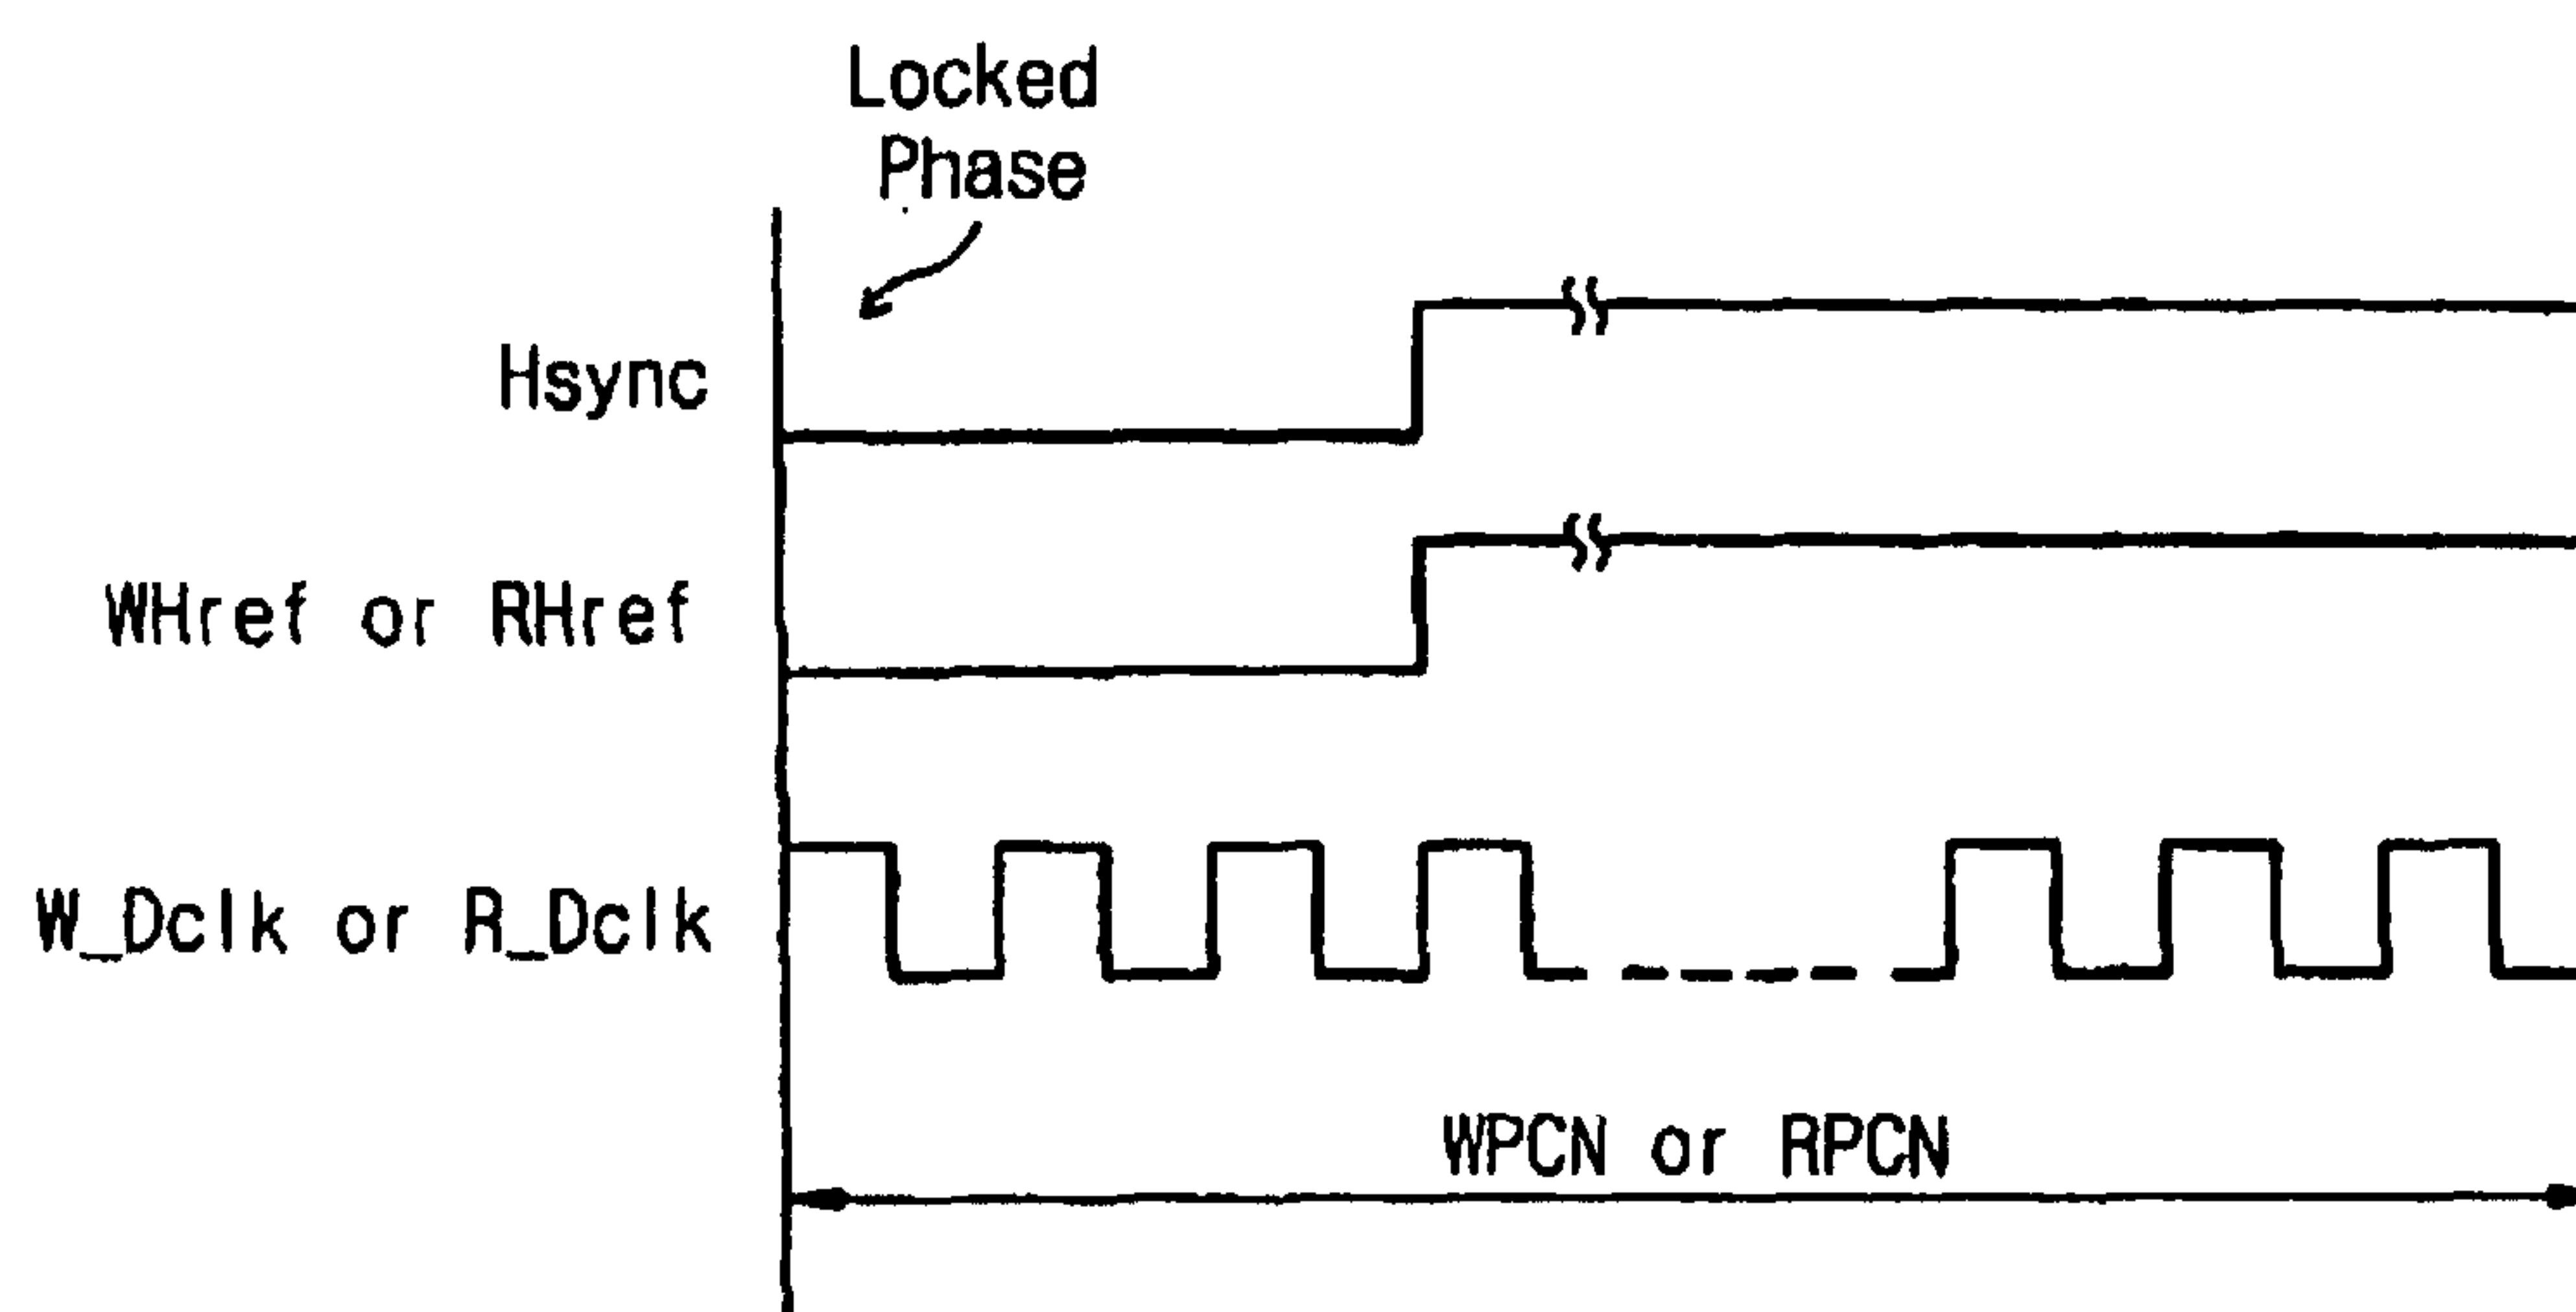 Locked
Phase
Hsync
WHref or RHref
W_Dclk or R_Dclk
WPCN or RPCN